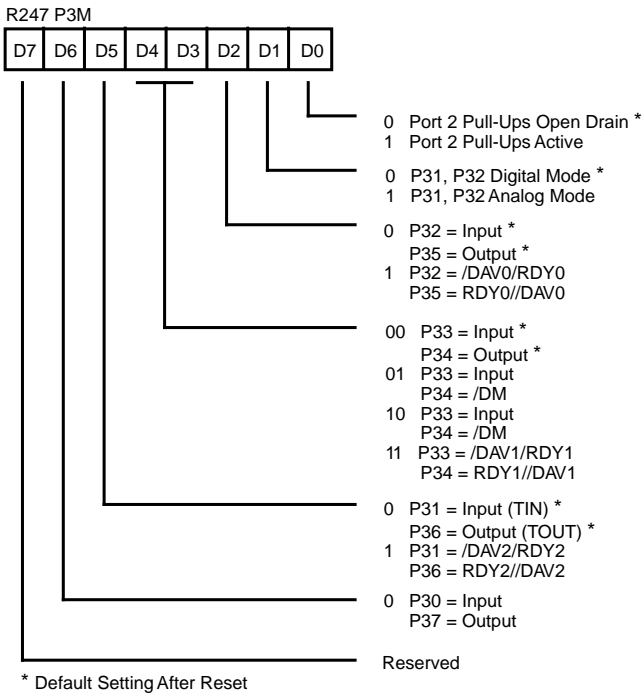 R247 P3M
D7 D6 D5 D4 D3 D2 D1 D0
0 Port 2 Pull-Ups Open Drain *
1 Port 2 Pull-Ups Active
0 P31, P32 Digital Mode *
1 P31, P32 Analog Mode
0 P32 = Input *
P35 = Output *
1 P32 = /DAV0/RDY0
P35 = RDY0//DAV0
00 P33 = Input *
P34 = Output *
01 P33 = Input
P34 = /DM
10 P33 = Input
P34 = /DM
11 P33 = /DAV1/RDY1
P34 = RDY1//DAV1
0 P31 = Input (TIN) *
P36 = Output (TOUT) *
1 P31 = /DAV2/RDY2
P36 = RDY2//DAV2
0 P30 = Input
P37 = Output
Reserved
* Default Setting After Reset